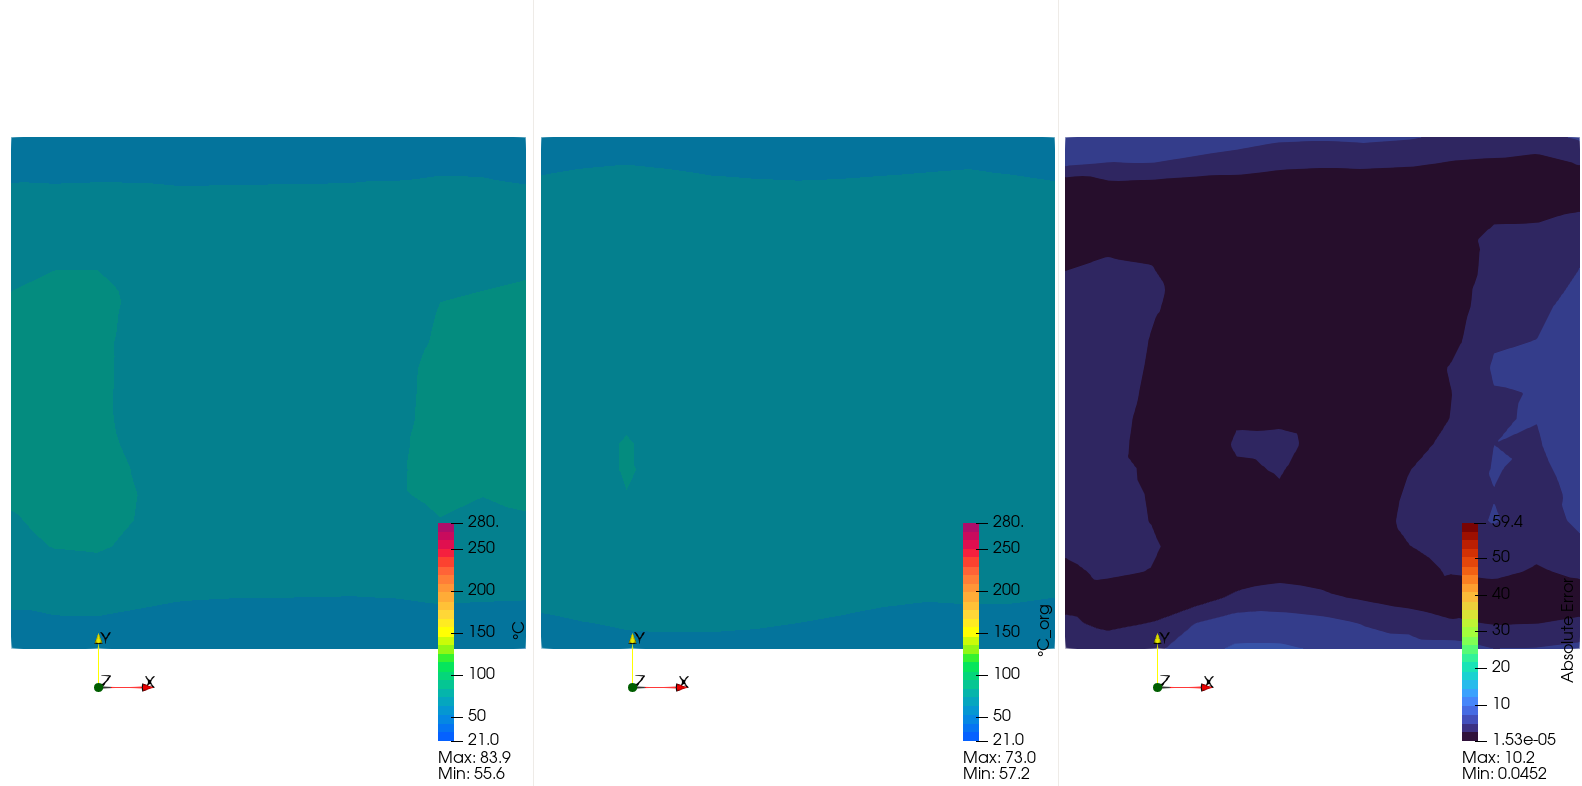 280.
250
200
150
100
50
21.0
°C
Max: 83.9
Min: 55.6
Y
Z
X
280.
250
200
150
100
50
21.0
°C_org
Max: 73.0
Min: 57.2
Y
Z
X
59.4
50
40
30
20
10
1.53e-05
Absolute Error
Max: 10.2
Min: 0.0452
Y
Z
X